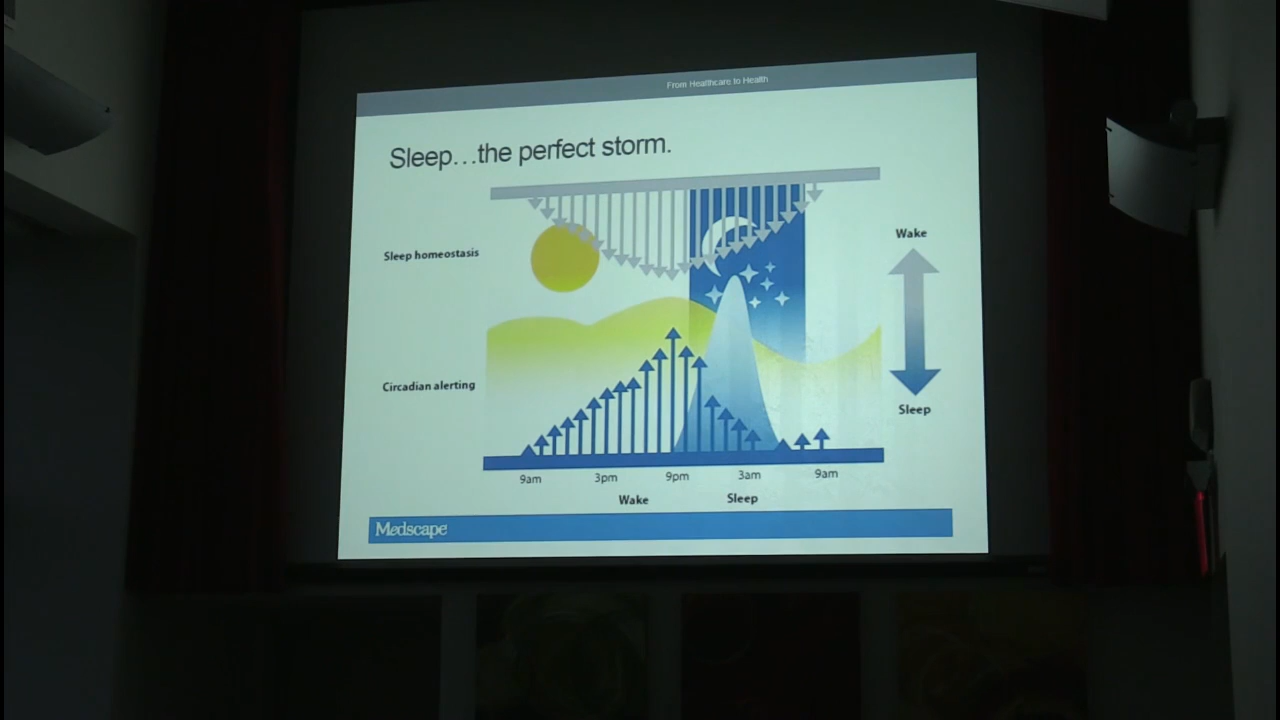 From Healthcare to Health
Sleep…the perfect storm.
Sleep homeostasis
Wake
Circadian alerting
Sleep
9am 3pm 9pm 3am 9am
Wake Sleep
Medscape